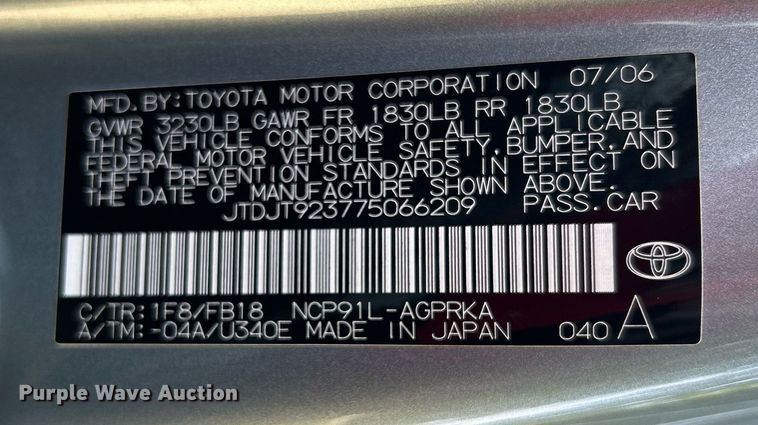 MFD.BY:TOYOTA MOTOR CORPORATION 07/06
GVWR 3230LB GAWR FR 1830LB RR 1830LB
THIS VEHICLE CONFORMS TO ALL APPLICABLE
FEDERAL MOTOR VEHICLE SAFETY,BUMPER,AND
THEFT PREVENTION STANDARDS IN EFFECT ON
THE DATE OF MANUFACTURE SHOWN ABOVE.
JTDJT923775066209 PASS.CAR
C/TR:1F8/FB18 NCP91L-AGPRKA
A/TM:-04A/U340E MADE IN JAPAN 040 A
Purple Wave Auction